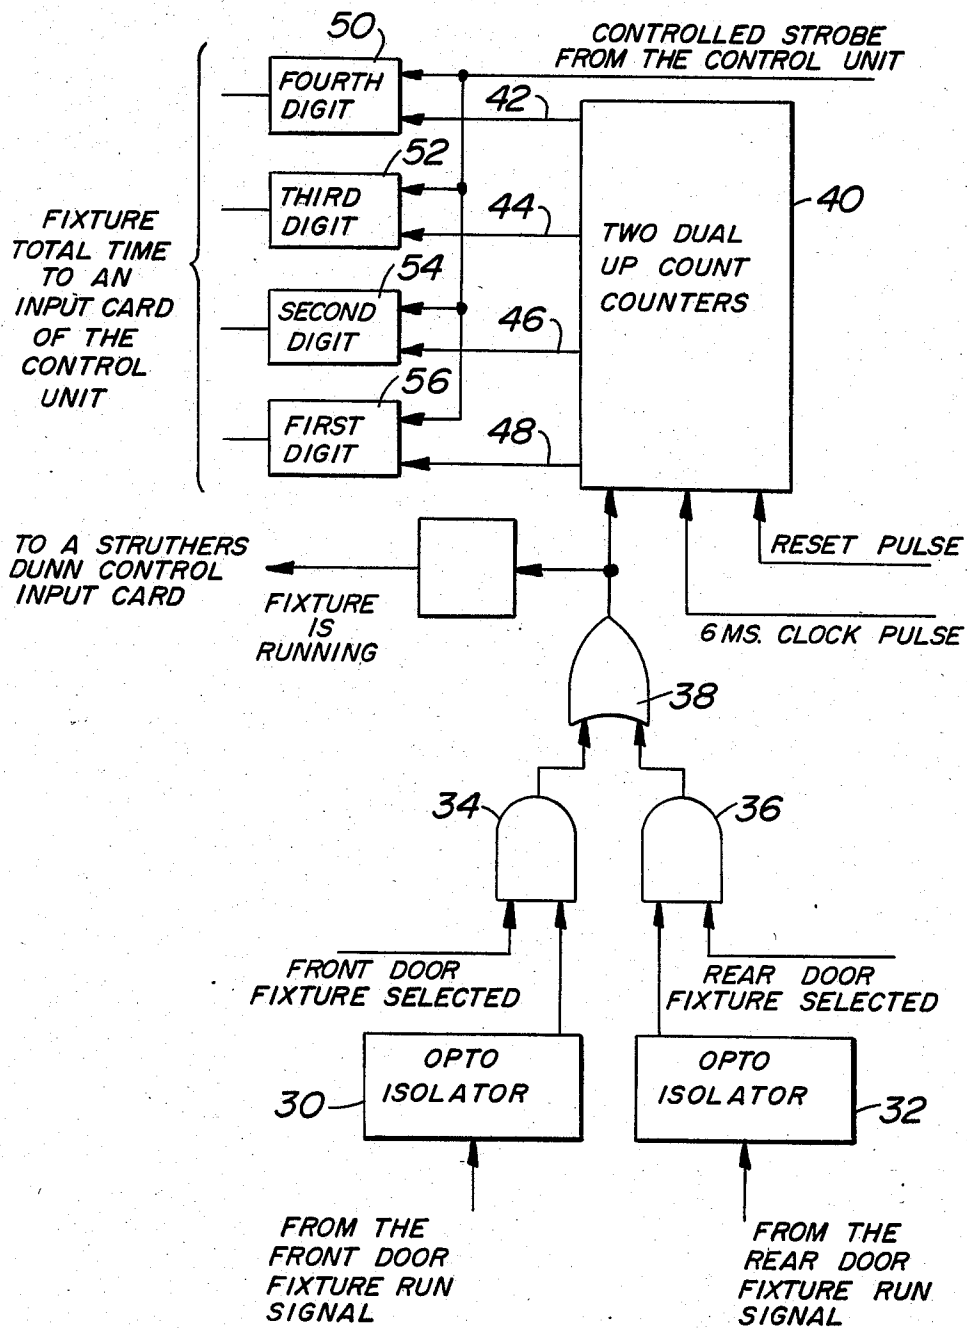 50
CONTROLLED STROBE
FROM THE CONTROL UNIT
FOURTH
DIGIT
42
52
THIRD
DIGIT
44
40
FIXTURE
TOTAL TIME
TO AN
INPUT CARD
OF THE
CONTROL
UNIT
TWO DUAL
UP COUNT
COUNTERS
54
SECOND
DIGIT
46
56
FIRST
DIGIT
48
TO A STRUTHERS
DUNN CONTROL
INPUT CARD
RESET PULSE
FIXTURE
IS
RUNNING
6 MS. CLOCK PULSE
38
34
36
FRONT DOOR
FIXTURE SELECTED
REAR DOOR
FIXTURE SELECTED
OPTO
ISOLATOR
30
OPTO
ISOLATOR
32
FROM THE
FRONT DOOR
FIXTURE RUN
SIGNAL
FROM THE
REAR DOOR
FIXTURE RUN
SIGNAL